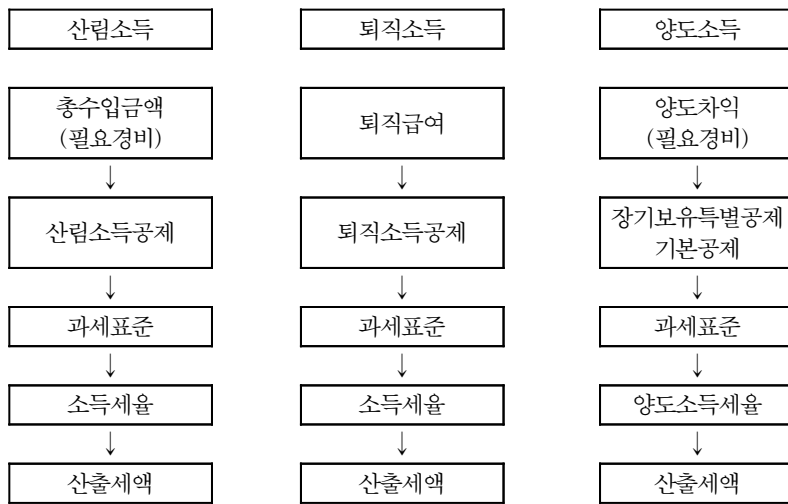 산림소득
퇴직소득
양도소득
총수입금액
(필요경비)
퇴직급여
양도차익
(필요경비)
↓
↓
↓
산림소득공제
퇴직소득공제
장기보유특별공제
기본공제
↓
↓
↓
과세표준
과세표준
과세표준
↓
↓
↓
소득세율
소득세율
양도소득세율
↓
↓
↓
산출세액
산출세액
산출세액